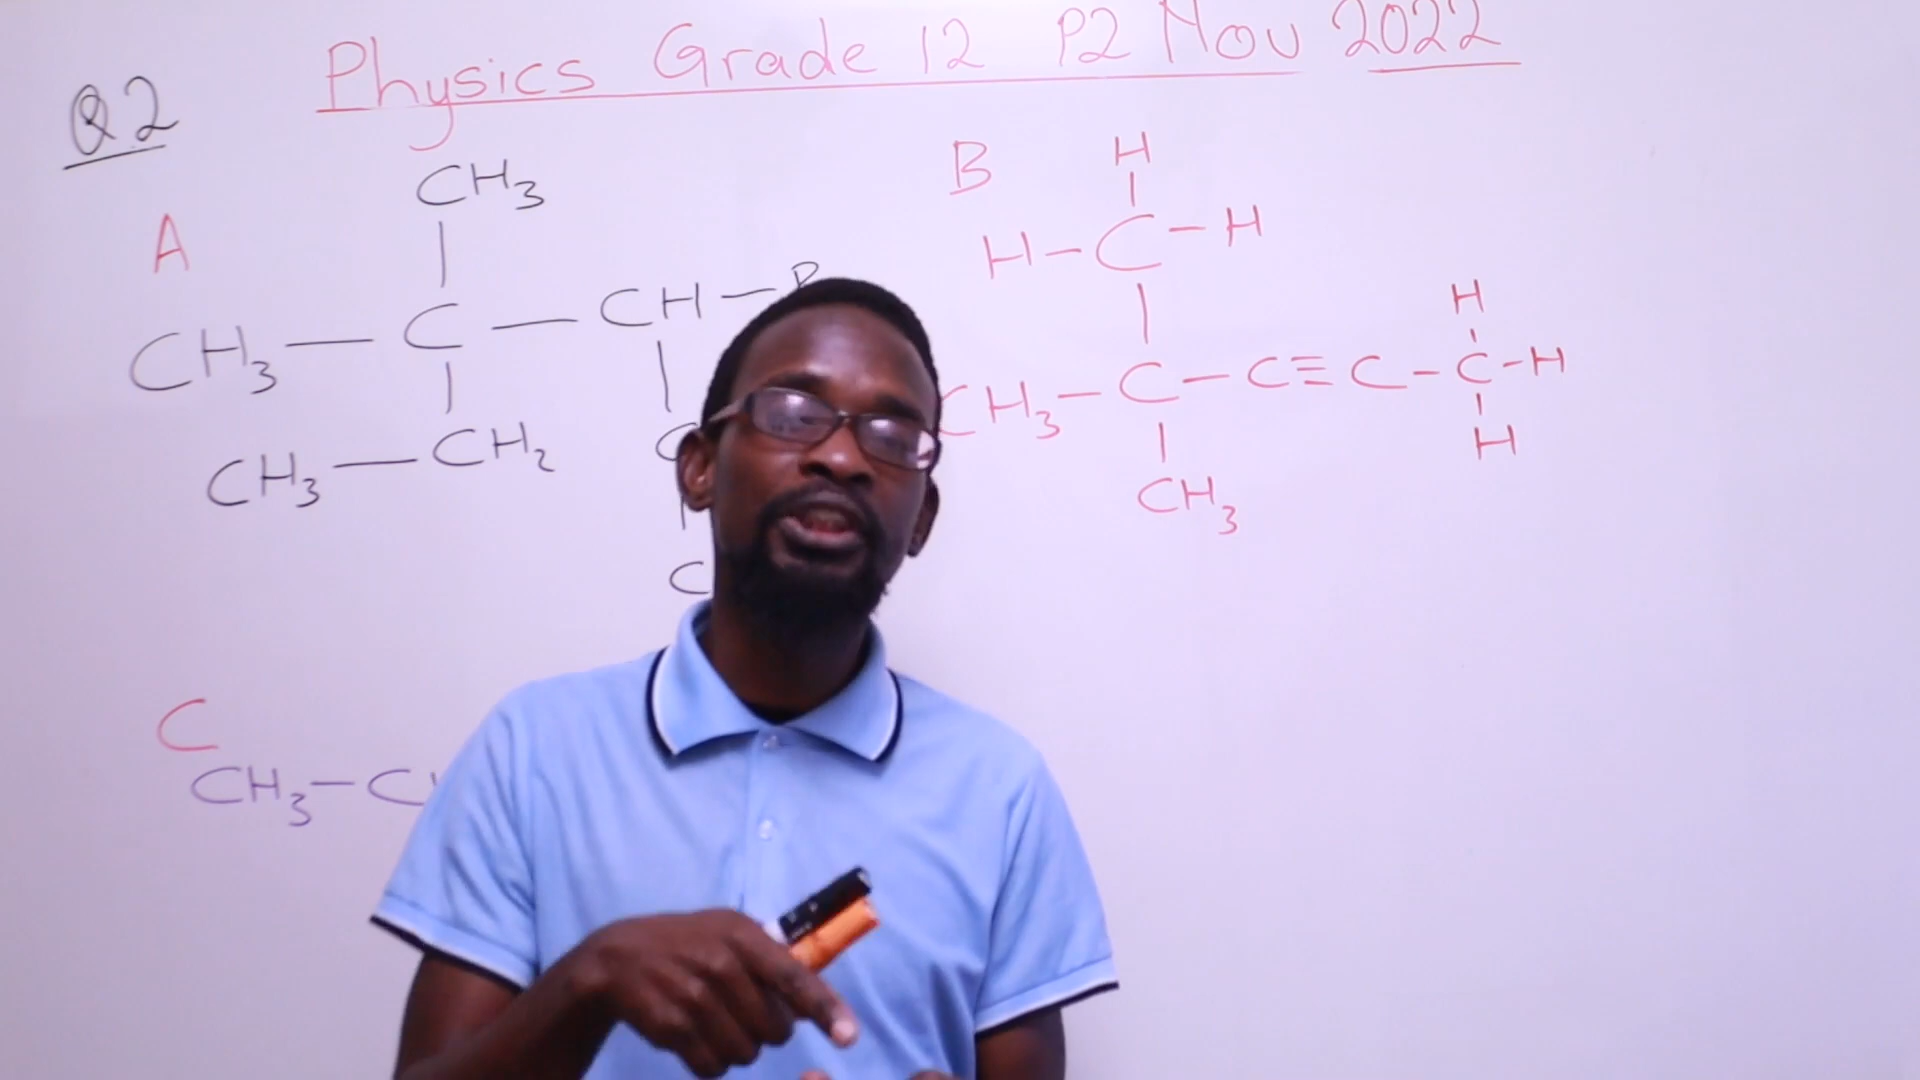 Physics Grade 12 P2 Nov 2022
Q2
A
CH3
CH3 — C — CH —
CH3 — CH2
B
H
H – C – H
H
CH3 – C – C ≡ C – C – H
H
CH3
C
CH3 –